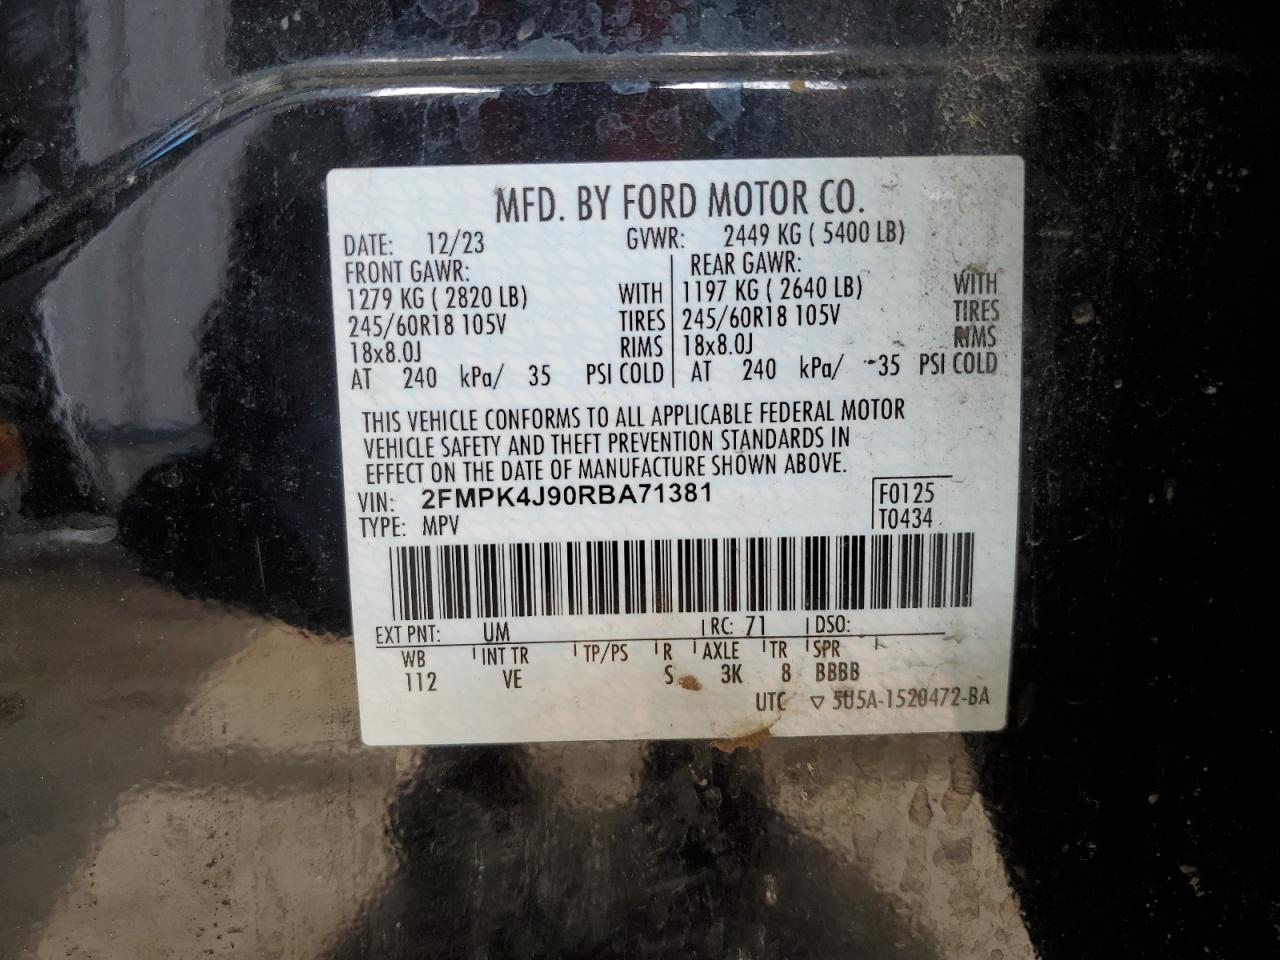 MFD. BY FORD MOTOR CO.
DATE: 12/23 GVWR: 2449 KG ( 5400 LB)
FRONT GAWR: REAR GAWR:
1279 KG ( 2820 LB) WITH 1197 KG ( 2640 LB) WITH
245/60R18 105V TIRES 245/60R18 105V TIRES
18x8.0J RIMS 18x8.0J RIMS
AT 240 kPa/ 35 PSI COLD AT 240 kPa/ 35 PSI COLD
THIS VEHICLE CONFORMS TO ALL APPLICABLE FEDERAL MOTOR
VEHICLE SAFETY AND THEFT PREVENTION STANDARDS IN
EFFECT ON THE DATE OF MANUFACTURE SHOWN ABOVE.
VIN: 2FMPK4J90RBA71381 F0125
TYPE: MPV T0434
EXT PNT: UM RC: 71 DSO:
WB INT TR TP/PS R AXLE TR SPR
112 VE S 3K 8 BBBB
UTC ▽ 5U5A-1520472-BA